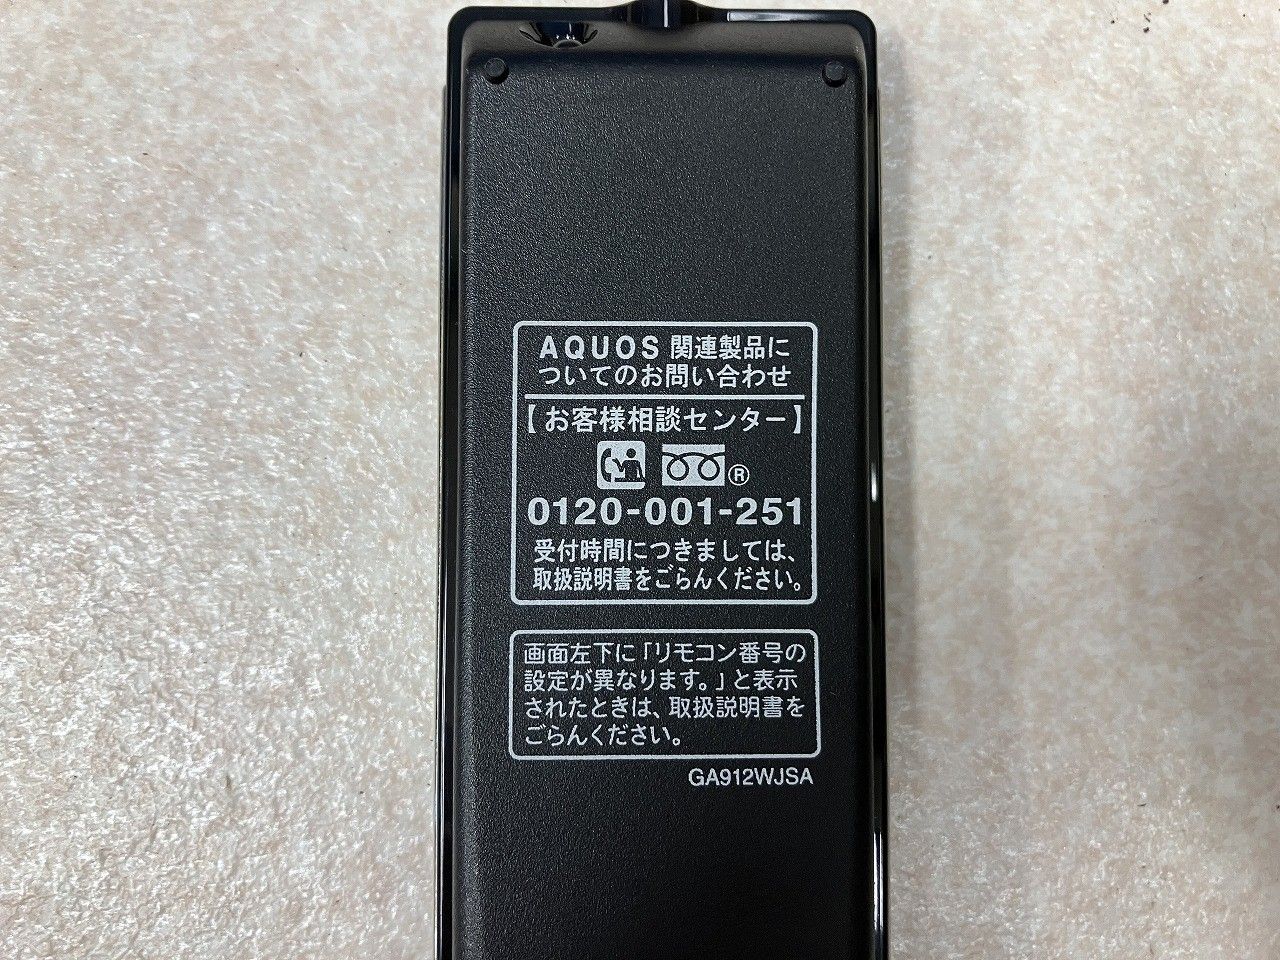 AQUOS 関連製品に
ついてのお問い合わせ
【お客様相談センター】
®
0120-001-251
受付時間につきましては、
取扱説明書をごらんください。
画面左下に「リモコン番号の
設定が異なります。」と表示
されたときは、取扱説明書を
ごらんください。
GA912WJSA